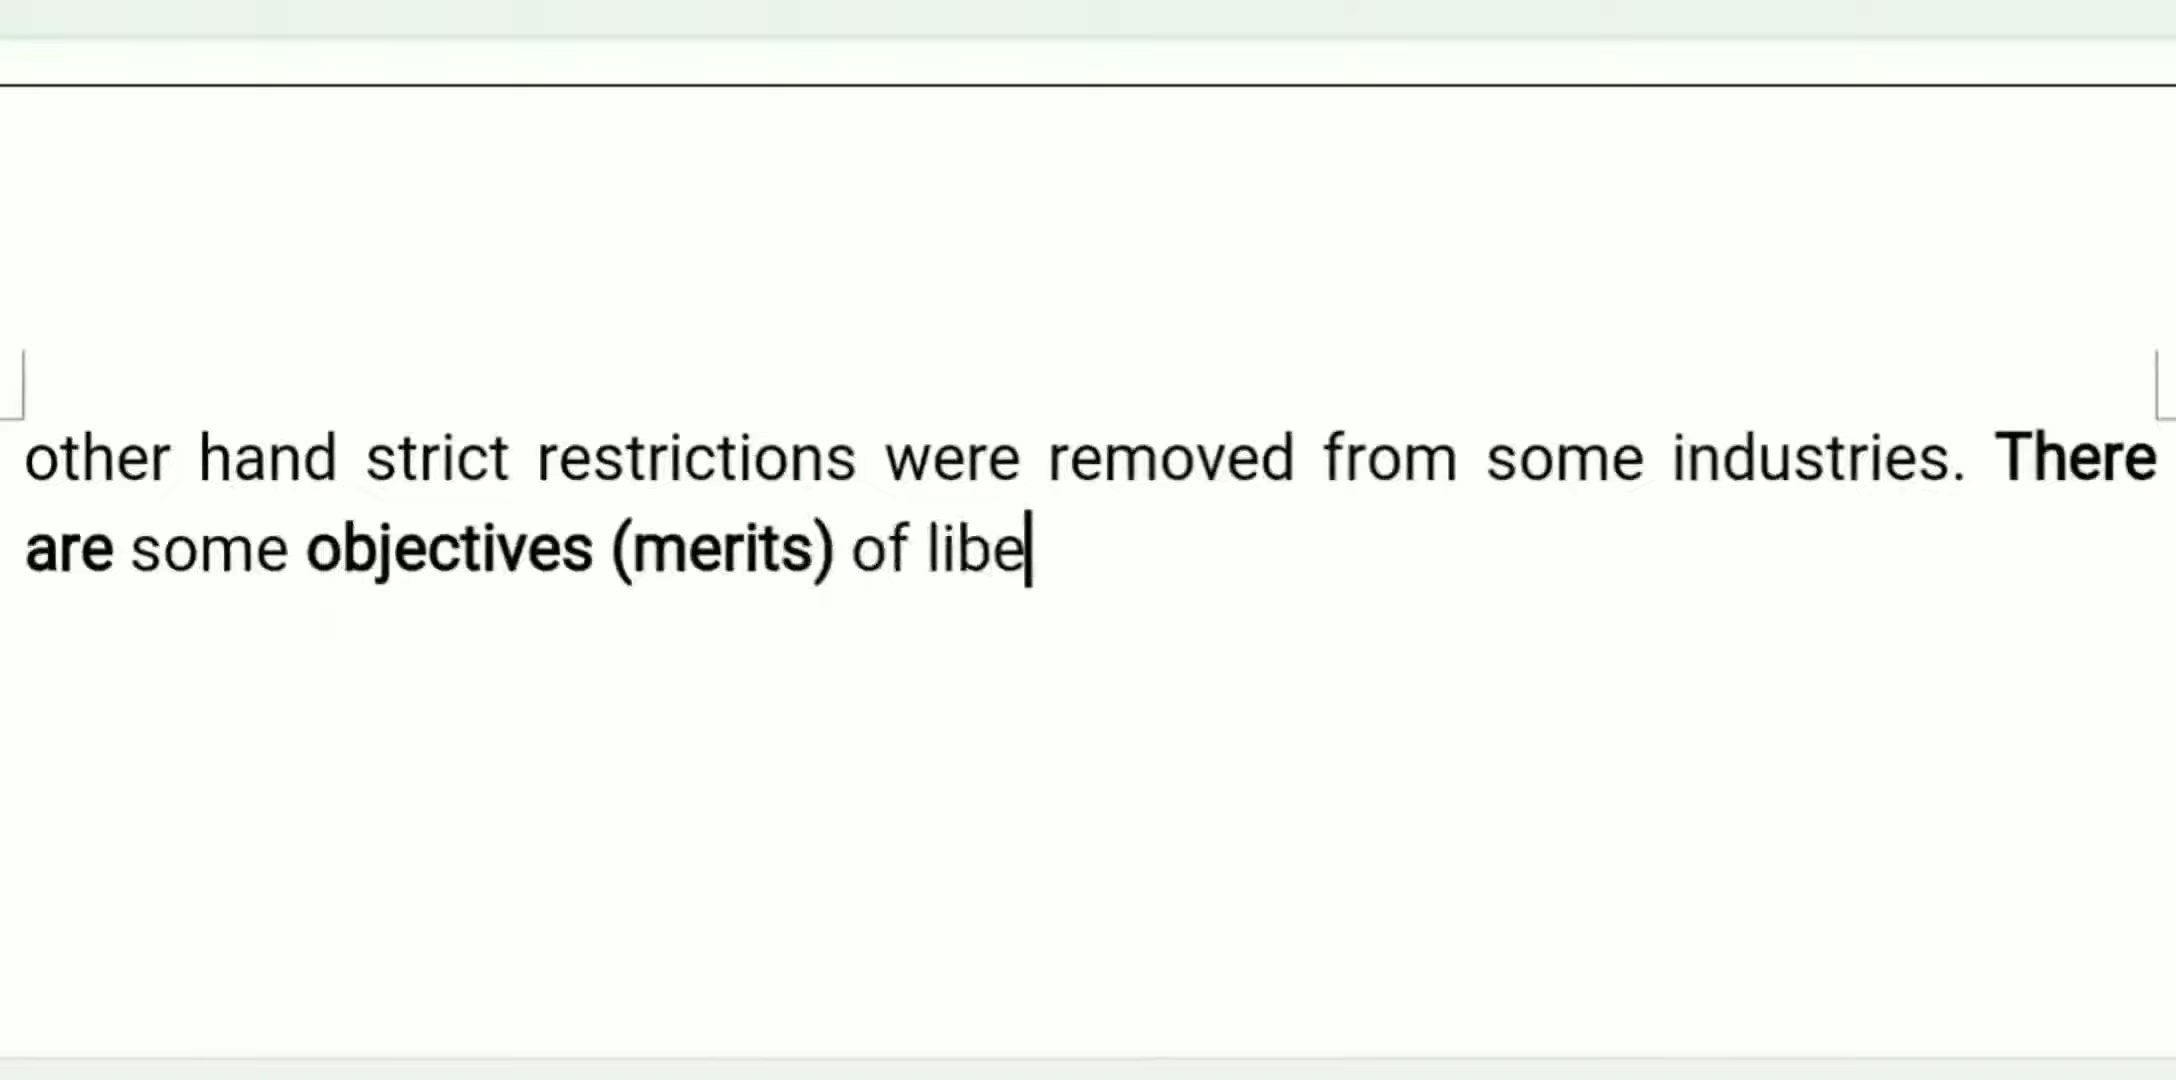 other hand strict restrictions were removed from some industries. There
are some objectives (merits) of libe